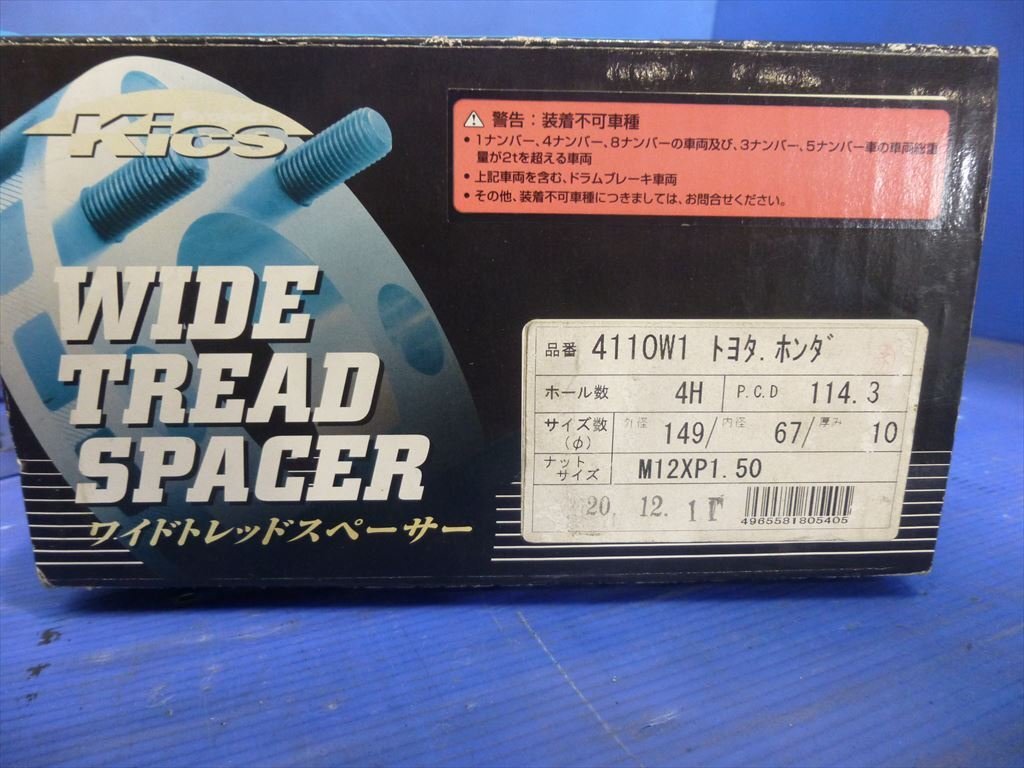 Kics
WIDE
TREAD
SPACER
ワイドトレッドスペーサー
警告：装着不可車種
• 1ナンバー、4ナンバー、8ナンバーの車両及び、3ナンバー、5ナンバー車の車両総重
量が2tを超える車両
• 上記車両を含む、ドラムブレーキ車両
• その他、装着不可車種につきましては、お問合せください。
品番 4110W1 トヨタ.ホンダ
ホール数 4H P.C.D 114.3
サイズ数 外径 149/ 内径 67/ 厚み 10
(φ)
ナット
サイズ M12XP1.50
20. 12. 1
4965581805405